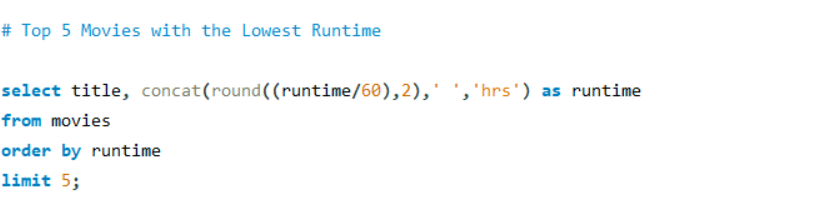 # Top 5 Movies with the Lowest Runtime
select title, concat(round((runtime/60),2),' ','hrs') as runtime
from movies
order by runtime
limit 5;